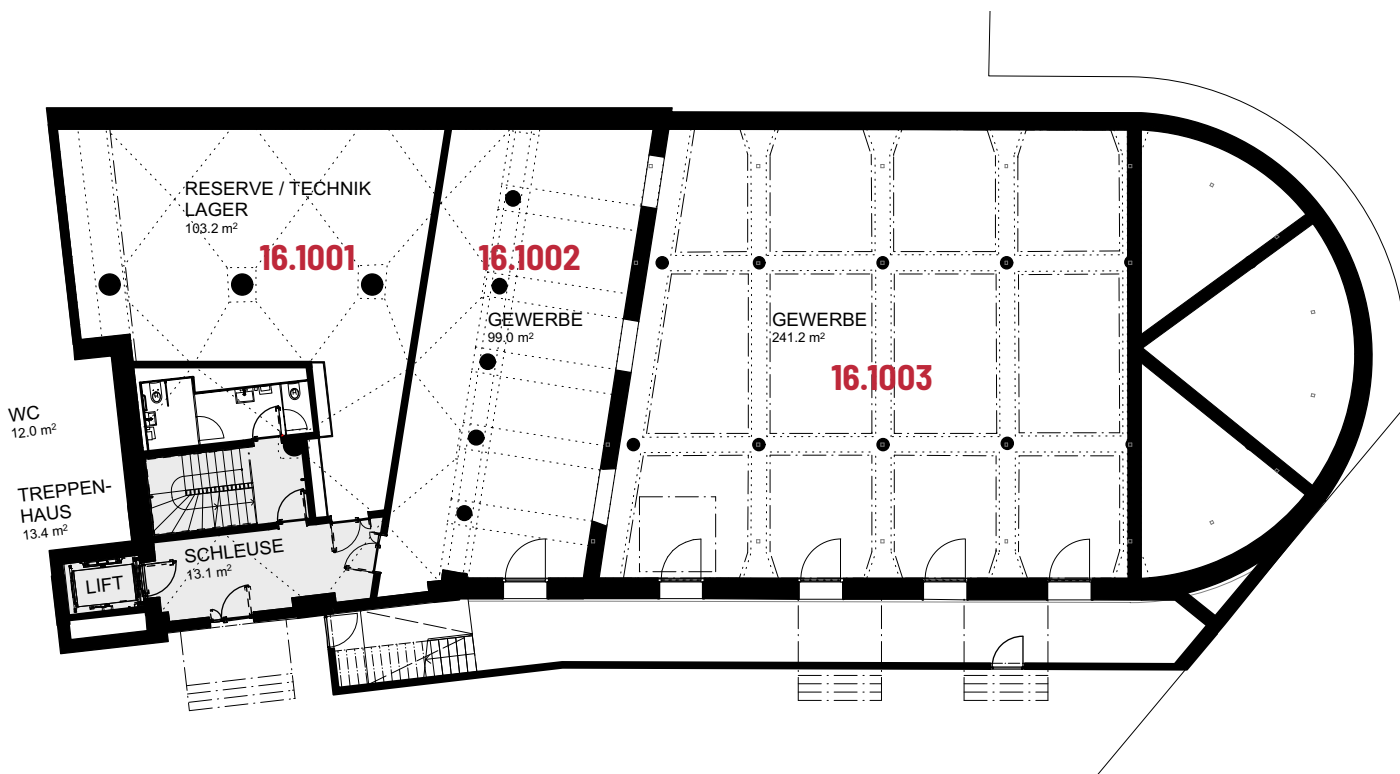 RESERVE / TECHNIK
LAGER
103.2 m²
16.1001
16.1002
GEWERBE
99.0 m²
GEWERBE
241.2 m²
16.1003
WC
12.0 m²
TREPPEN-
HAUS
13.4 m²
SCHLEUSE
13.1 m²
LIFT